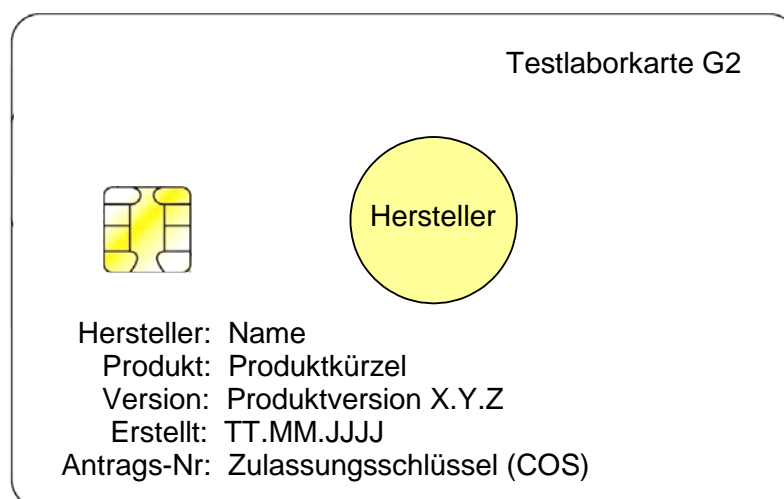 Testlaborkarte G2
Hersteller
Hersteller: Name
Produkt: Produktkürzel
Version: Produktversion X.Y.Z
Erstellt: TT.MM.JJJJ
Antrags-Nr: Zulassungsschlüssel (COS)